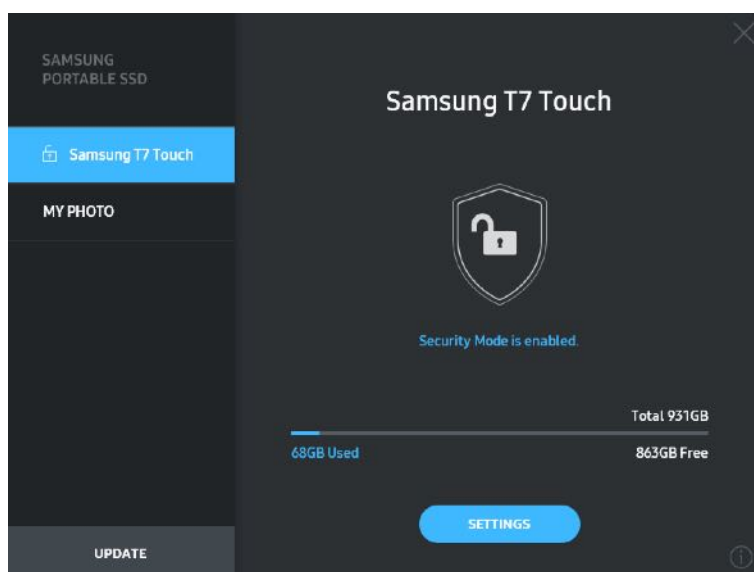 SAMSUNG
PORTABLE SSD
Samsung T7 Touch
MY PHOTO
UPDATE
Samsung T7 Touch
Security Mode is enabled.
Total 931GB
68GB Used
863GB Free
SETTINGS